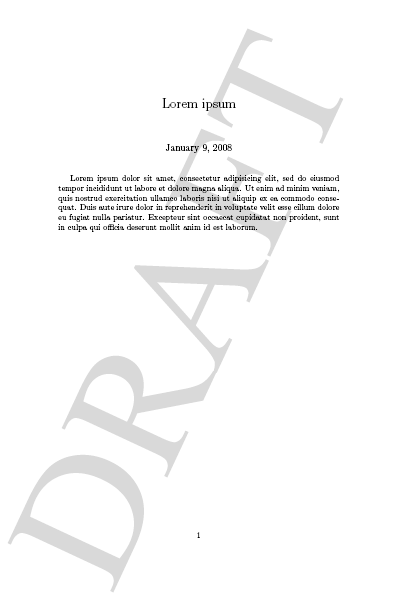 Lorem ipsum
January 9, 2008
Lorem ipsum dolor sit amet, consectetur adipisicing elit, sed do eiusmod
tempor incididunt ut labore et dolore magna aliqua. Ut enim ad minim veniam,
quis nostrud exercitation ullamco laboris nisi ut aliquip ex ea commodo conse-
quat. Duis aute irure dolor in reprehenderit in voluptate velit esse cillum dolore
eu fugiat nulla pariatur. Excepteur sint occaecat cupidatat non proident, sunt
in culpa qui officia deserunt mollit anim id est laborum.
DRAFT
1